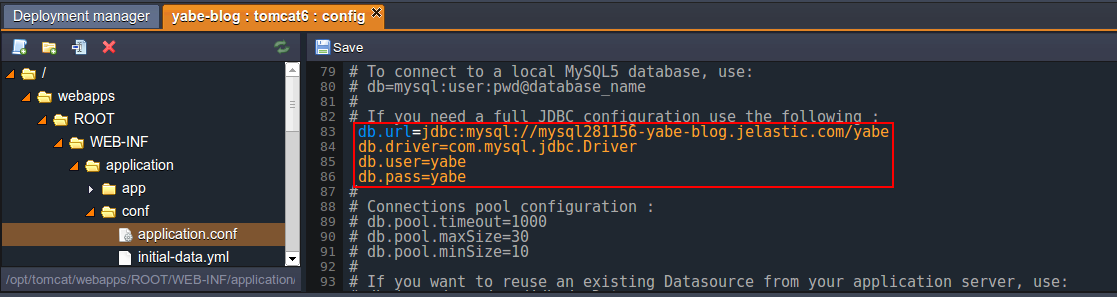 Deployment manager
yabe-blog : tomcat6 : config
/
webapps
ROOT
WEB-INF
application
app
conf
application.conf
initial-data.yml
/opt/tomcat/webapps/ROOT/WEB-INF/application/
Save
79 # To connect to a local MySQL5 database, use:
80 # db=mysql:user:pwd@database_name
81 #
82 # If you need a full JDBC configuration use the following :
83 db.url=jdbc:mysql://mysql281156-yabe-blog.jelastic.com/yabe
84 db.driver=com.mysql.jdbc.Driver
85 db.user=yabe
86 db.pass=yabe
87 #
88 # Connections pool configuration :
89 # db.pool.timeout=1000
90 # db.pool.maxSize=30
91 # db.pool.minSize=10
92 #
93 # If you want to reuse an existing Datasource from your application server, use: